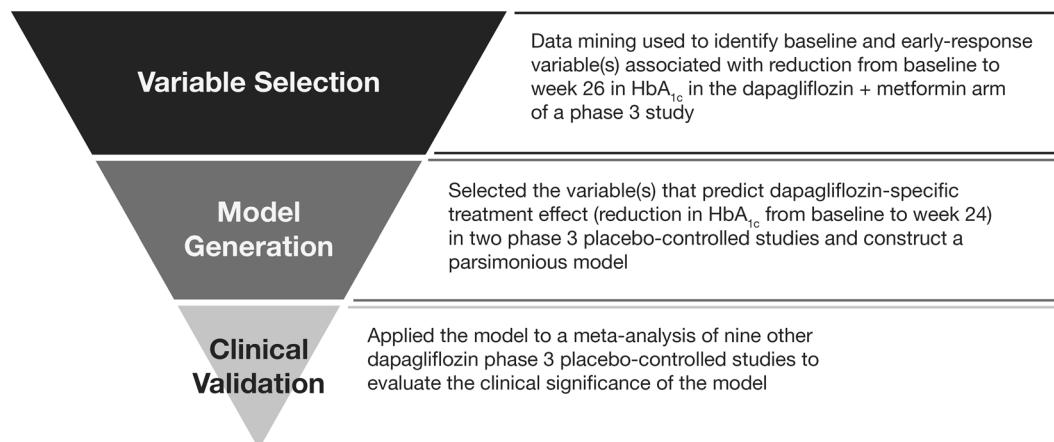 Variable Selection
Data mining used to identify baseline and early-response
variable(s) associated with reduction from baseline to
week 26 in HbA1c in the dapagliflozin + metformin arm
of a phase 3 study
Model
Generation
Selected the variable(s) that predict dapagliflozin-specific
treatment effect (reduction in HbA1c from baseline to week 24)
in two phase 3 placebo-controlled studies and construct a
parsimonious model
Clinical
Validation
Applied the model to a meta-analysis of nine other
dapagliflozin phase 3 placebo-controlled studies to
evaluate the clinical significance of the model